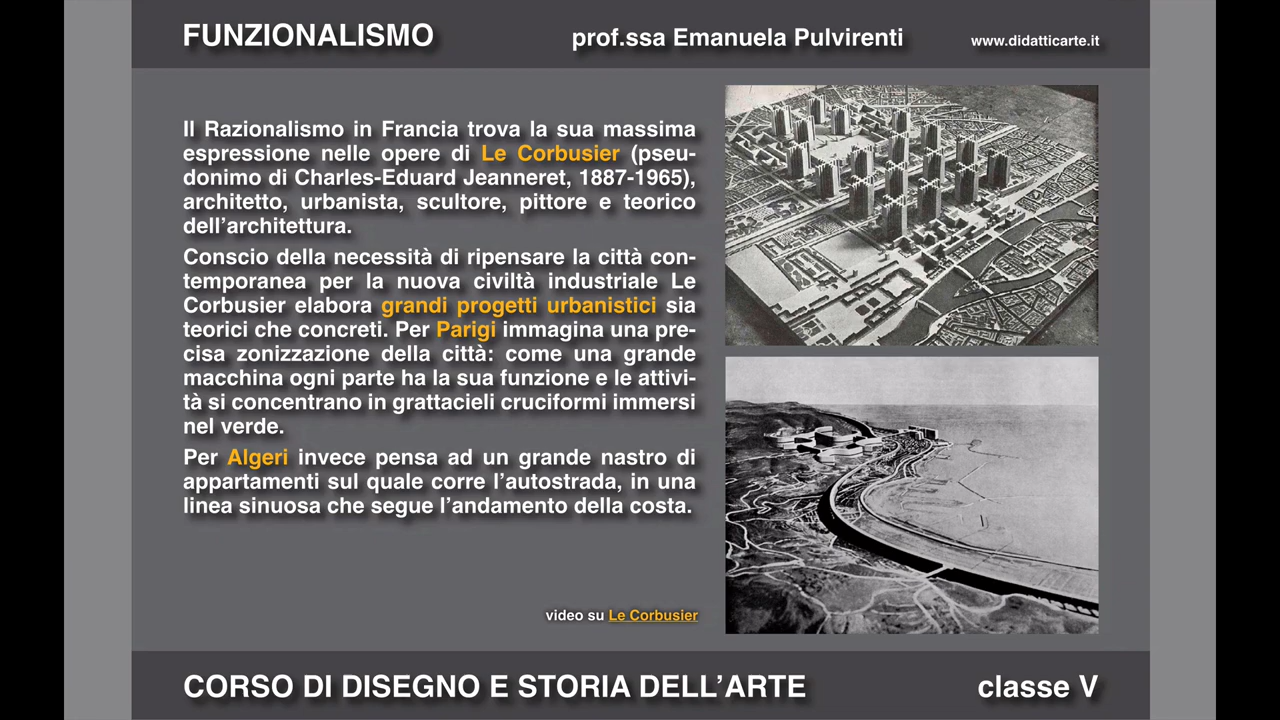 FUNZIONALISMO
prof.ssa Emanuela Pulvirenti
www.didatticarte.it
Il Razionalismo in Francia trova la sua massima
espressione nelle opere di Le Corbusier (pseu-
donimo di Charles-Eduard Jeanneret, 1887-1965),
architetto, urbanista, scultore, pittore e teorico
dell’architettura.
Conscio della necessità di ripensare la città con-
temporanea per la nuova civiltà industriale Le
Corbusier elabora grandi progetti urbanistici sia
teorici che concreti. Per Parigi immagina una pre-
cisa zonizzazione della città: come una grande
macchina ogni parte ha la sua funzione e le attivi-
tà si concentrano in grattacieli cruciformi immersi
nel verde.
Per Algeri invece pensa ad un grande nastro di
appartamenti sul quale corre l’autostrada, in una
linea sinuosa che segue l’andamento della costa.
video su Le Corbusier
CORSO DI DISEGNO E STORIA DELL’ARTE
classe V